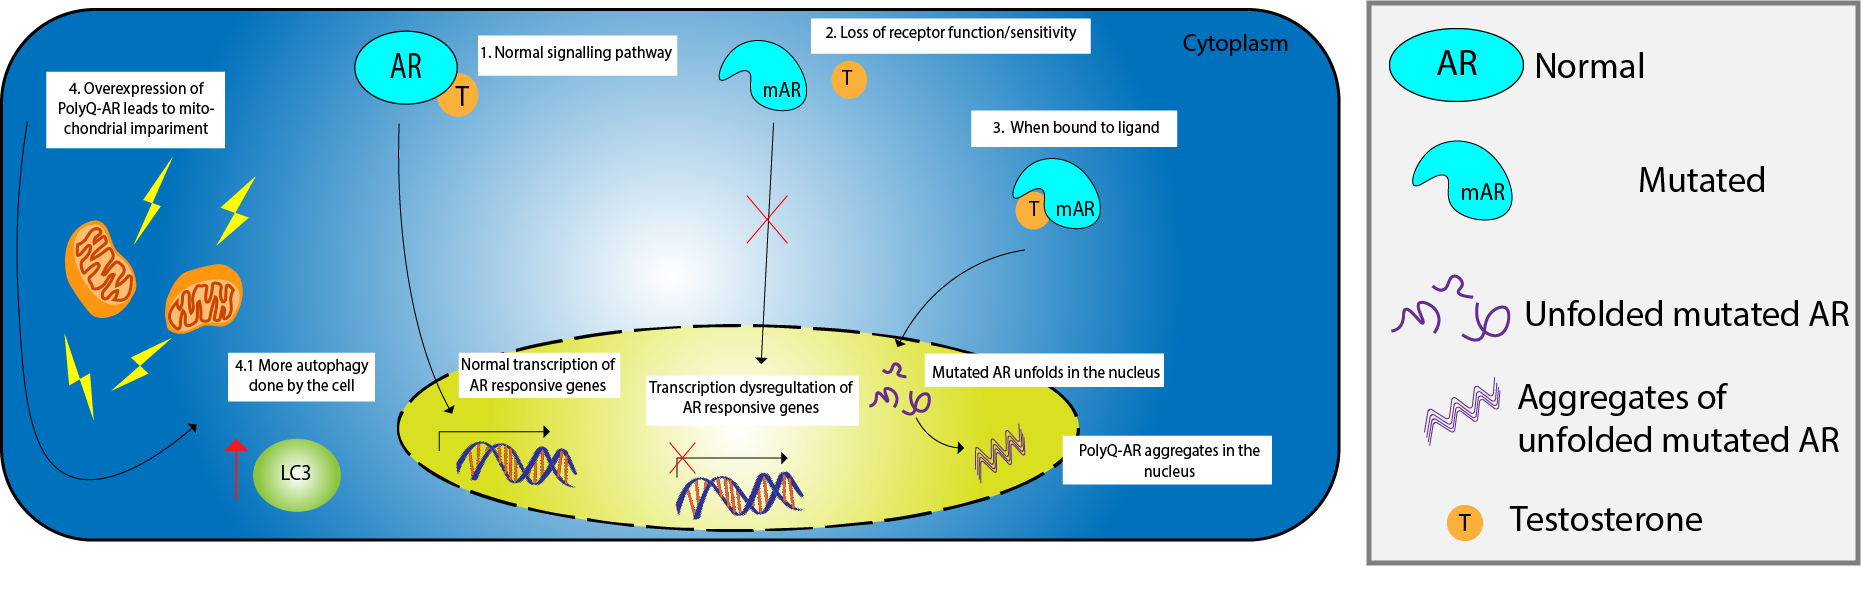 4. Overexpression of
PolyQ-AR leads to mito-
chondrial impariment
AR
T
1. Normal signalling pathway
mAR
2. Loss of receptor function/sensitivity
T
Cytoplasm
3. When bound to ligand
T
mAR
4.1 More autophagy
done by the cell
LC3
Normal transcription of
AR responsive genes
Transcription dysregultation of
AR responsive genes
Mutated AR unfolds in the nucleus
PolyQ-AR aggregates in the
nucleus
AR
Normal
mAR
Mutated
Unfolded mutated AR
Aggregates of
unfolded mutated AR
T
Testosterone